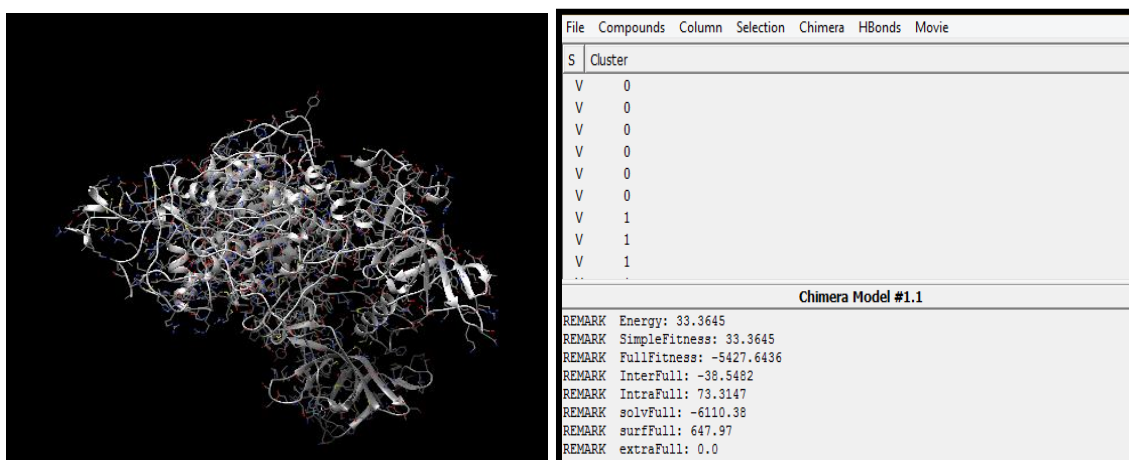 File Compounds Column Selection Chimera HBonds Movie
S Cluster
V 0
V 0
V 0
V 0
V 0
V 0
V 1
V 1
V 1
Chimera Model #1.1
REMARK Energy: 33.3645
REMARK SimpleFitness: 33.3645
REMARK FullFitness: -5427.6436
REMARK InterFull: -38.5482
REMARK IntraFull: 73.3147
REMARK solvFull: -6110.38
REMARK surfFull: 647.97
REMARK extraFull: 0.0